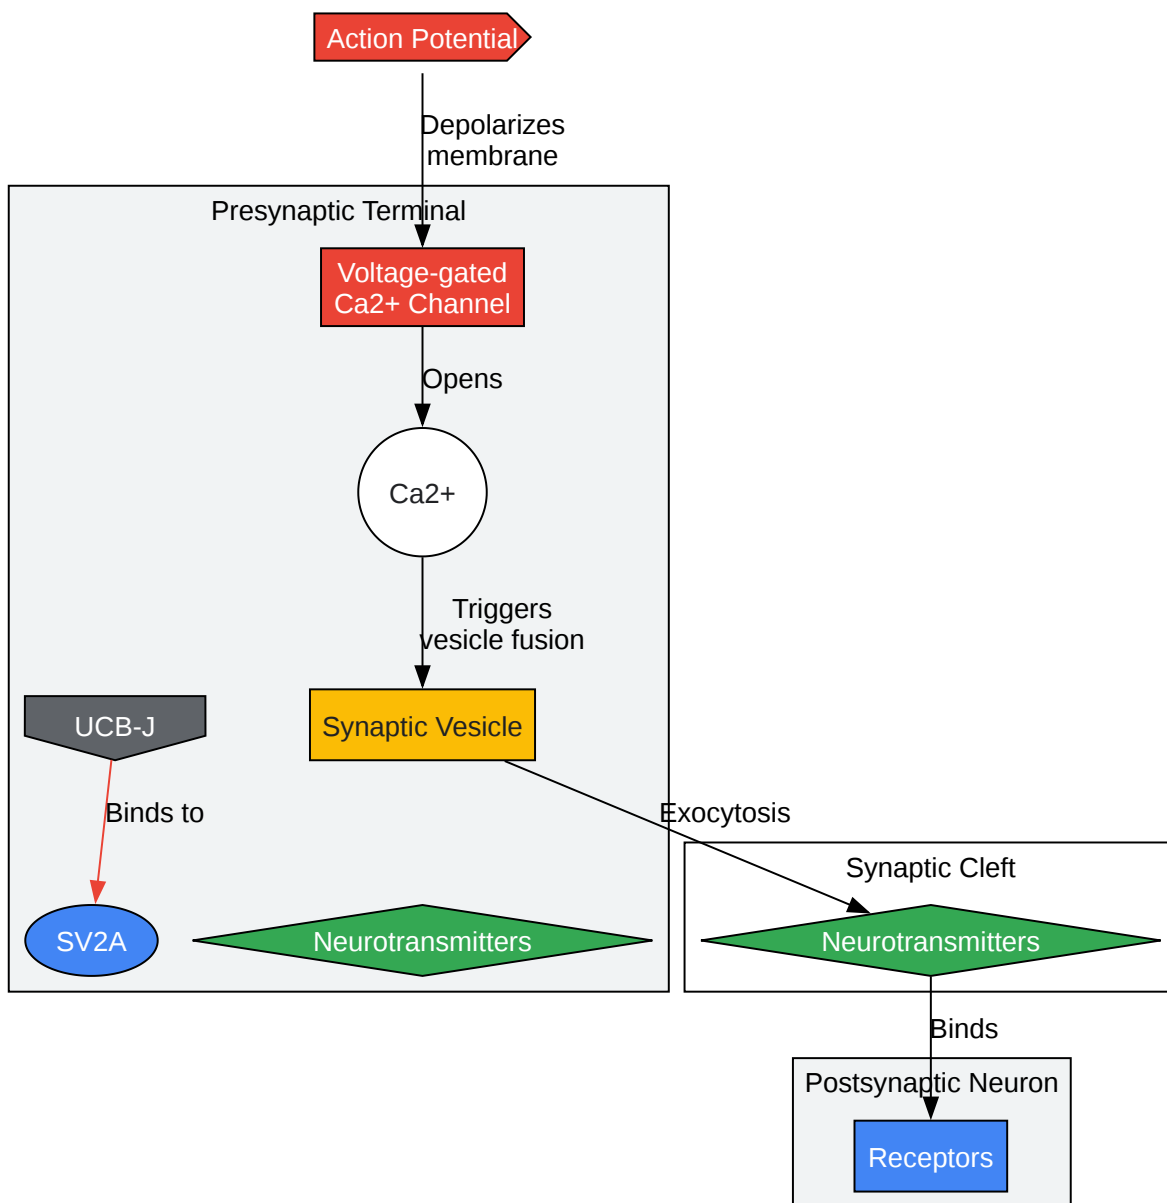 Action Potential
Depolarizes
membrane
Presynaptic Terminal
Voltage-gated
Ca2+ Channel
Opens
Ca2+
Triggers
vesicle fusion
UCB-J
Synaptic Vesicle
Binds to
Exocytosis
Synaptic Cleft
SV2A
Neurotransmitters
Neurotransmitters
Binds
Postsynaptic Neuron
Receptors